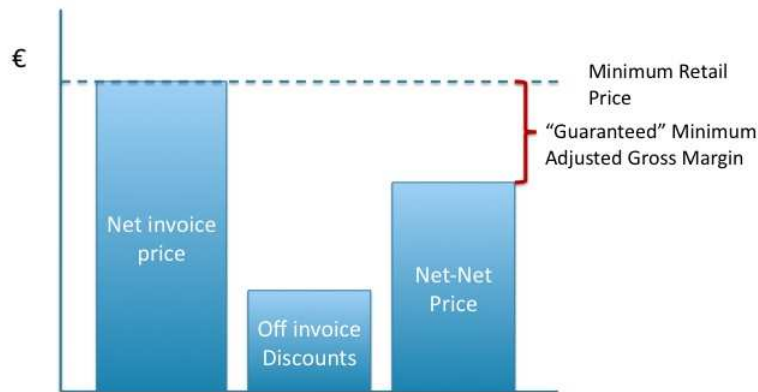 €
Minimum Retail
Price
“Guaranteed” Minimum
Adjusted Gross Margin
Net invoice
price
Off invoice
Discounts
Net-Net
Price